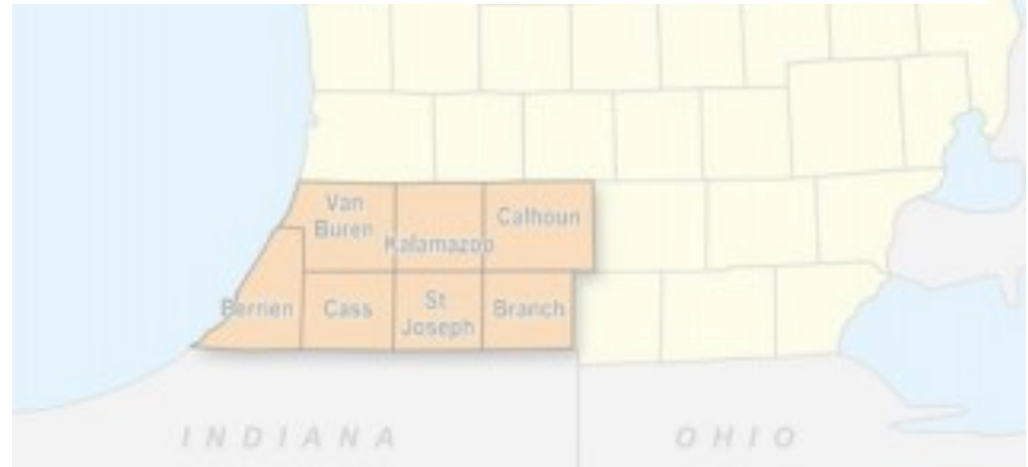 Van
Buren
Kalamazoo
Calhoun
Berrien
Cass
St
Joseph
Branch
INDIANA
OHIO